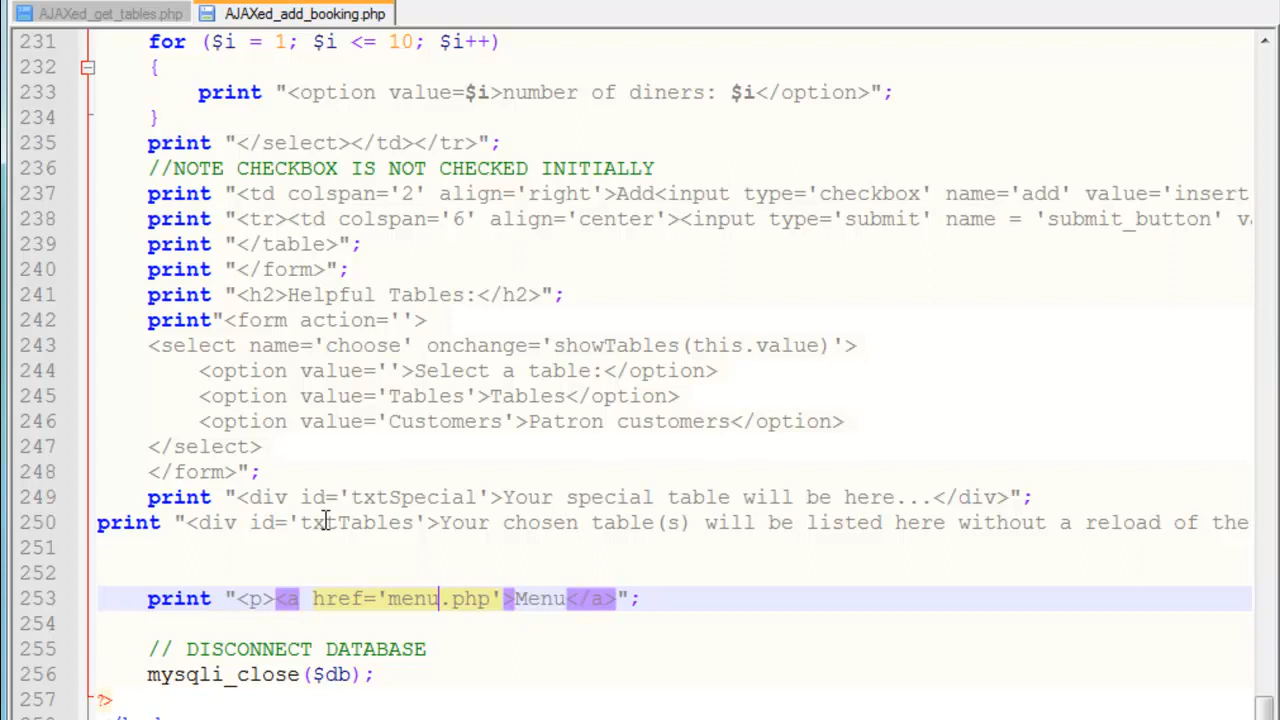 AJAXed_get_tables.php AJAXed_add_booking.php
231 for ($i = 1; $i <= 10; $i++)
232 {
233 print "<option value=$i>number of diners: $i</option>";
234 }
235 print "</select></td></tr>";
236 //NOTE CHECKBOX IS NOT CHECKED INITIALLY
237 print "<td colspan='2' align='right'>Add<input type='checkbox' name='add' value='insert
238 print "<tr><td colspan='6' align='center'><input type='submit' name = 'submit_button' va
239 print "</table>";
240 print "</form>";
241 print "<h2>Helpful Tables:</h2>";
242 print"<form action=''>
243 <select name='choose' onchange='showTables(this.value)'>
244 <option value=''>Select a table:</option>
245 <option value='Tables'>Tables</option>
246 <option value='Customers'>Patron customers</option>
247 </select>
248 </form>";
249 print "<div id='txtSpecial'>Your special table will be here...</div>";
250 print "<div id='txtTables'>Your chosen table(s) will be listed here without a reload of the
251
252
253 print "<p><a href='menu.php'>Menu</a>";
254
255 // DISCONNECT DATABASE
256 mysqli_close($db);
257 ?>